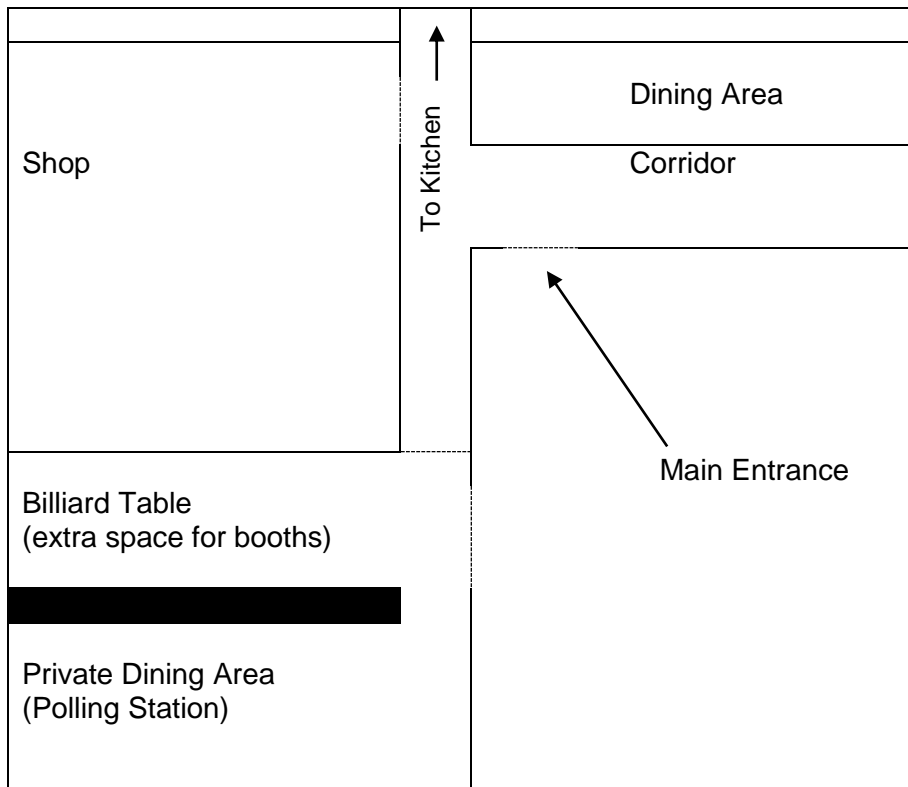 Dining Area
Shop
Corridor
To Kitchen
Main Entrance
Billiard Table
(extra space for booths)
Private Dining Area
(Polling Station)